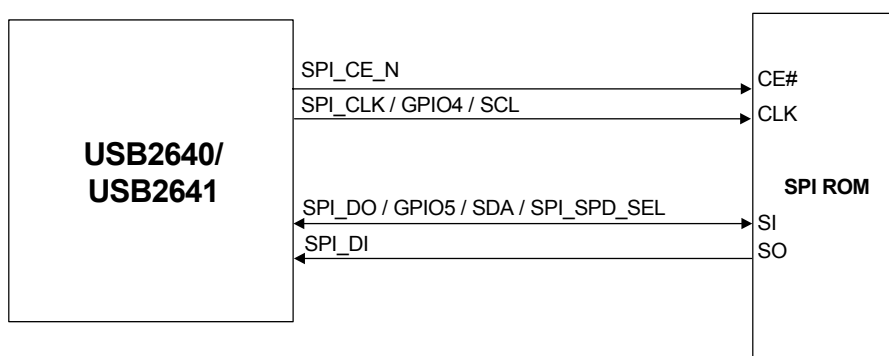 SPI_CE_N
CE#
SPI_CLK / GPIO4 / SCL
CLK
USB2640/
USB2641
SPI ROM
SPI_DO / GPIO5 / SDA / SPI_SPD_SEL
SI
SPI_DI
SO